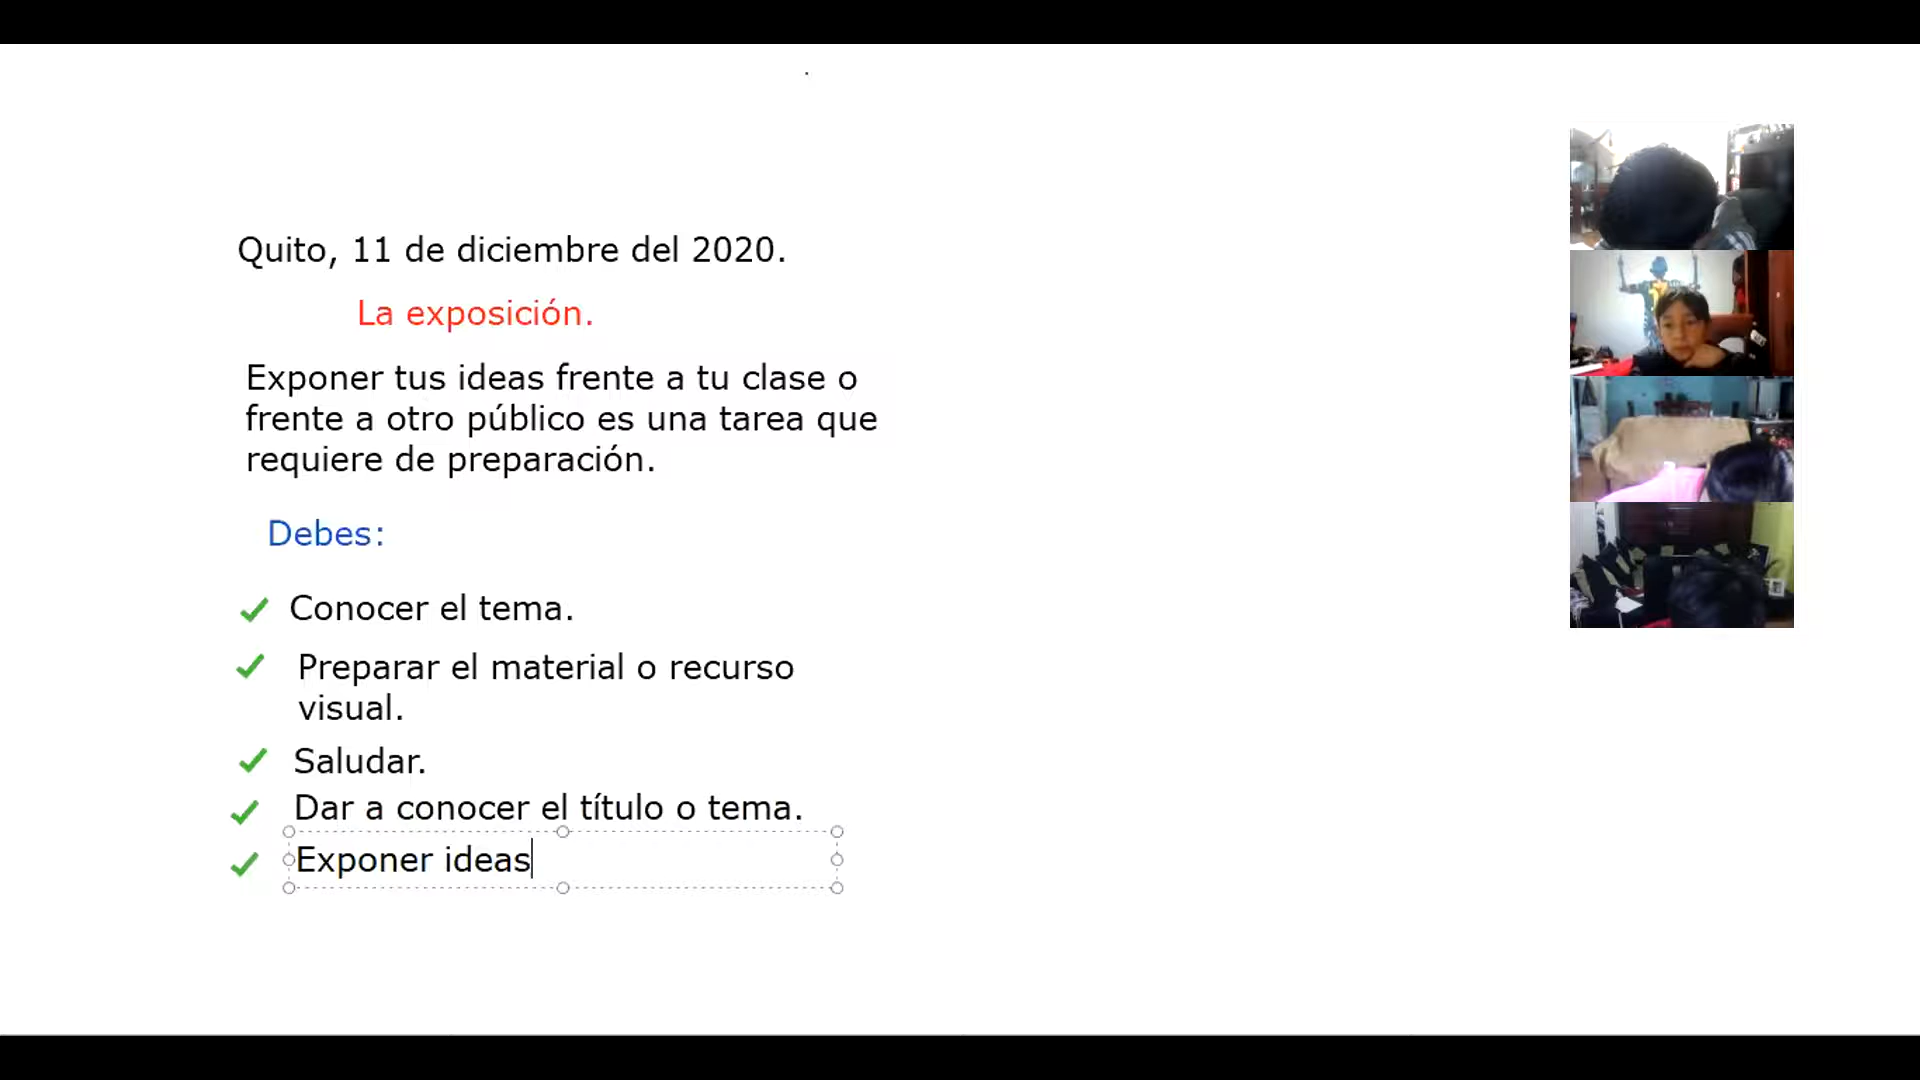 Quito, 11 de diciembre del 2020.
La exposición.
Exponer tus ideas frente a tu clase o
frente a otro público es una tarea que
requiere de preparación.
Debes:
Conocer el tema.
Preparar el material o recurso
visual.
Saludar.
Dar a conocer el título o tema.
Exponer ideas